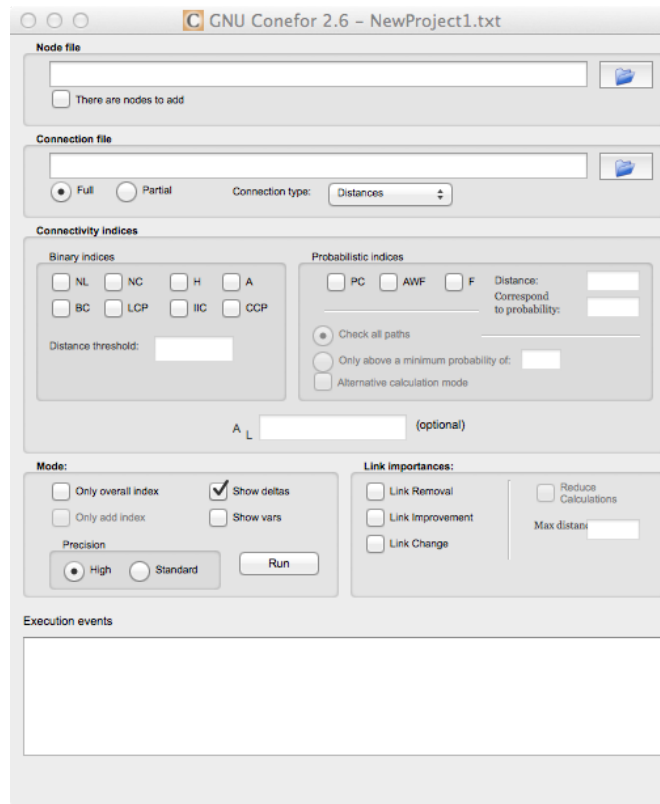 C GNU Conefor 2.6 – NewProject1.txt
Node file
There are nodes to add
Connection file
Full Partial Connection type: Distances
Connectivity indices
Binary indices
NL NC H A
BC LCP IIC CCP
Distance threshold:
Probabilistic indices
PC AWF F Distance:
Correspond
to probability:
Check all paths
Only above a minimum probability of:
Alternative calculation mode
A L (optional)
Mode:
Only overall index Show deltas
Only add index Show vars
Precision
High Standard Run
Link importances:
Link Removal
Link Improvement
Link Change
Reduce
Calculations
Max distanc
Execution events